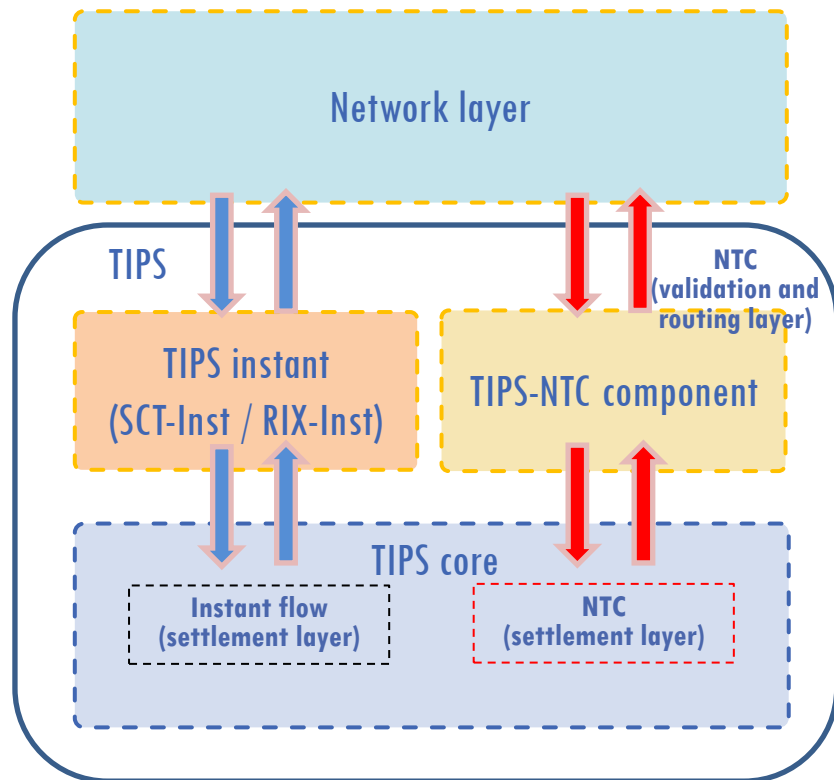 Network layer
TIPS
NTC
(validation and
routing layer)
TIPS instant
(SCT-Inst / RIX-Inst)
TIPS-NTC component
TIPS core
Instant flow
(settlement layer)
NTC
(settlement layer)